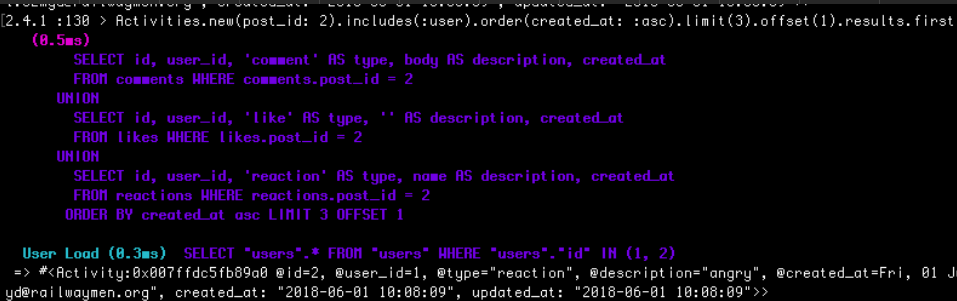 [2.4.1 :130 > Activities.new(post_id: 2).includes(:user).order(created_at: :asc).limit(3).offset(1).results.first
(0.5ms)
SELECT id, user_id, 'comment' AS type, body AS description, created_at
FROM comments WHERE comments.post_id = 2
UNION
SELECT id, user_id, 'like' AS type, '' AS description, created_at
FROM likes WHERE likes.post_id = 2
UNION
SELECT id, user_id, 'reaction' AS type, name AS description, created_at
FROM reactions WHERE reactions.post_id = 2
ORDER BY created_at asc LIMIT 3 OFFSET 1
User Load (0.3ms) SELECT "users".* FROM "users" WHERE "users"."id" IN (1, 2)
=> #<Activity:0x007ffdc5fb89a0 @id=2, @user_id=1, @type="reaction", @description="angry", @created_at=Fri, 01 J
yd@railwaymen.org", created_at: "2018-06-01 10:08:09", updated_at: "2018-06-01 10:08:09">>